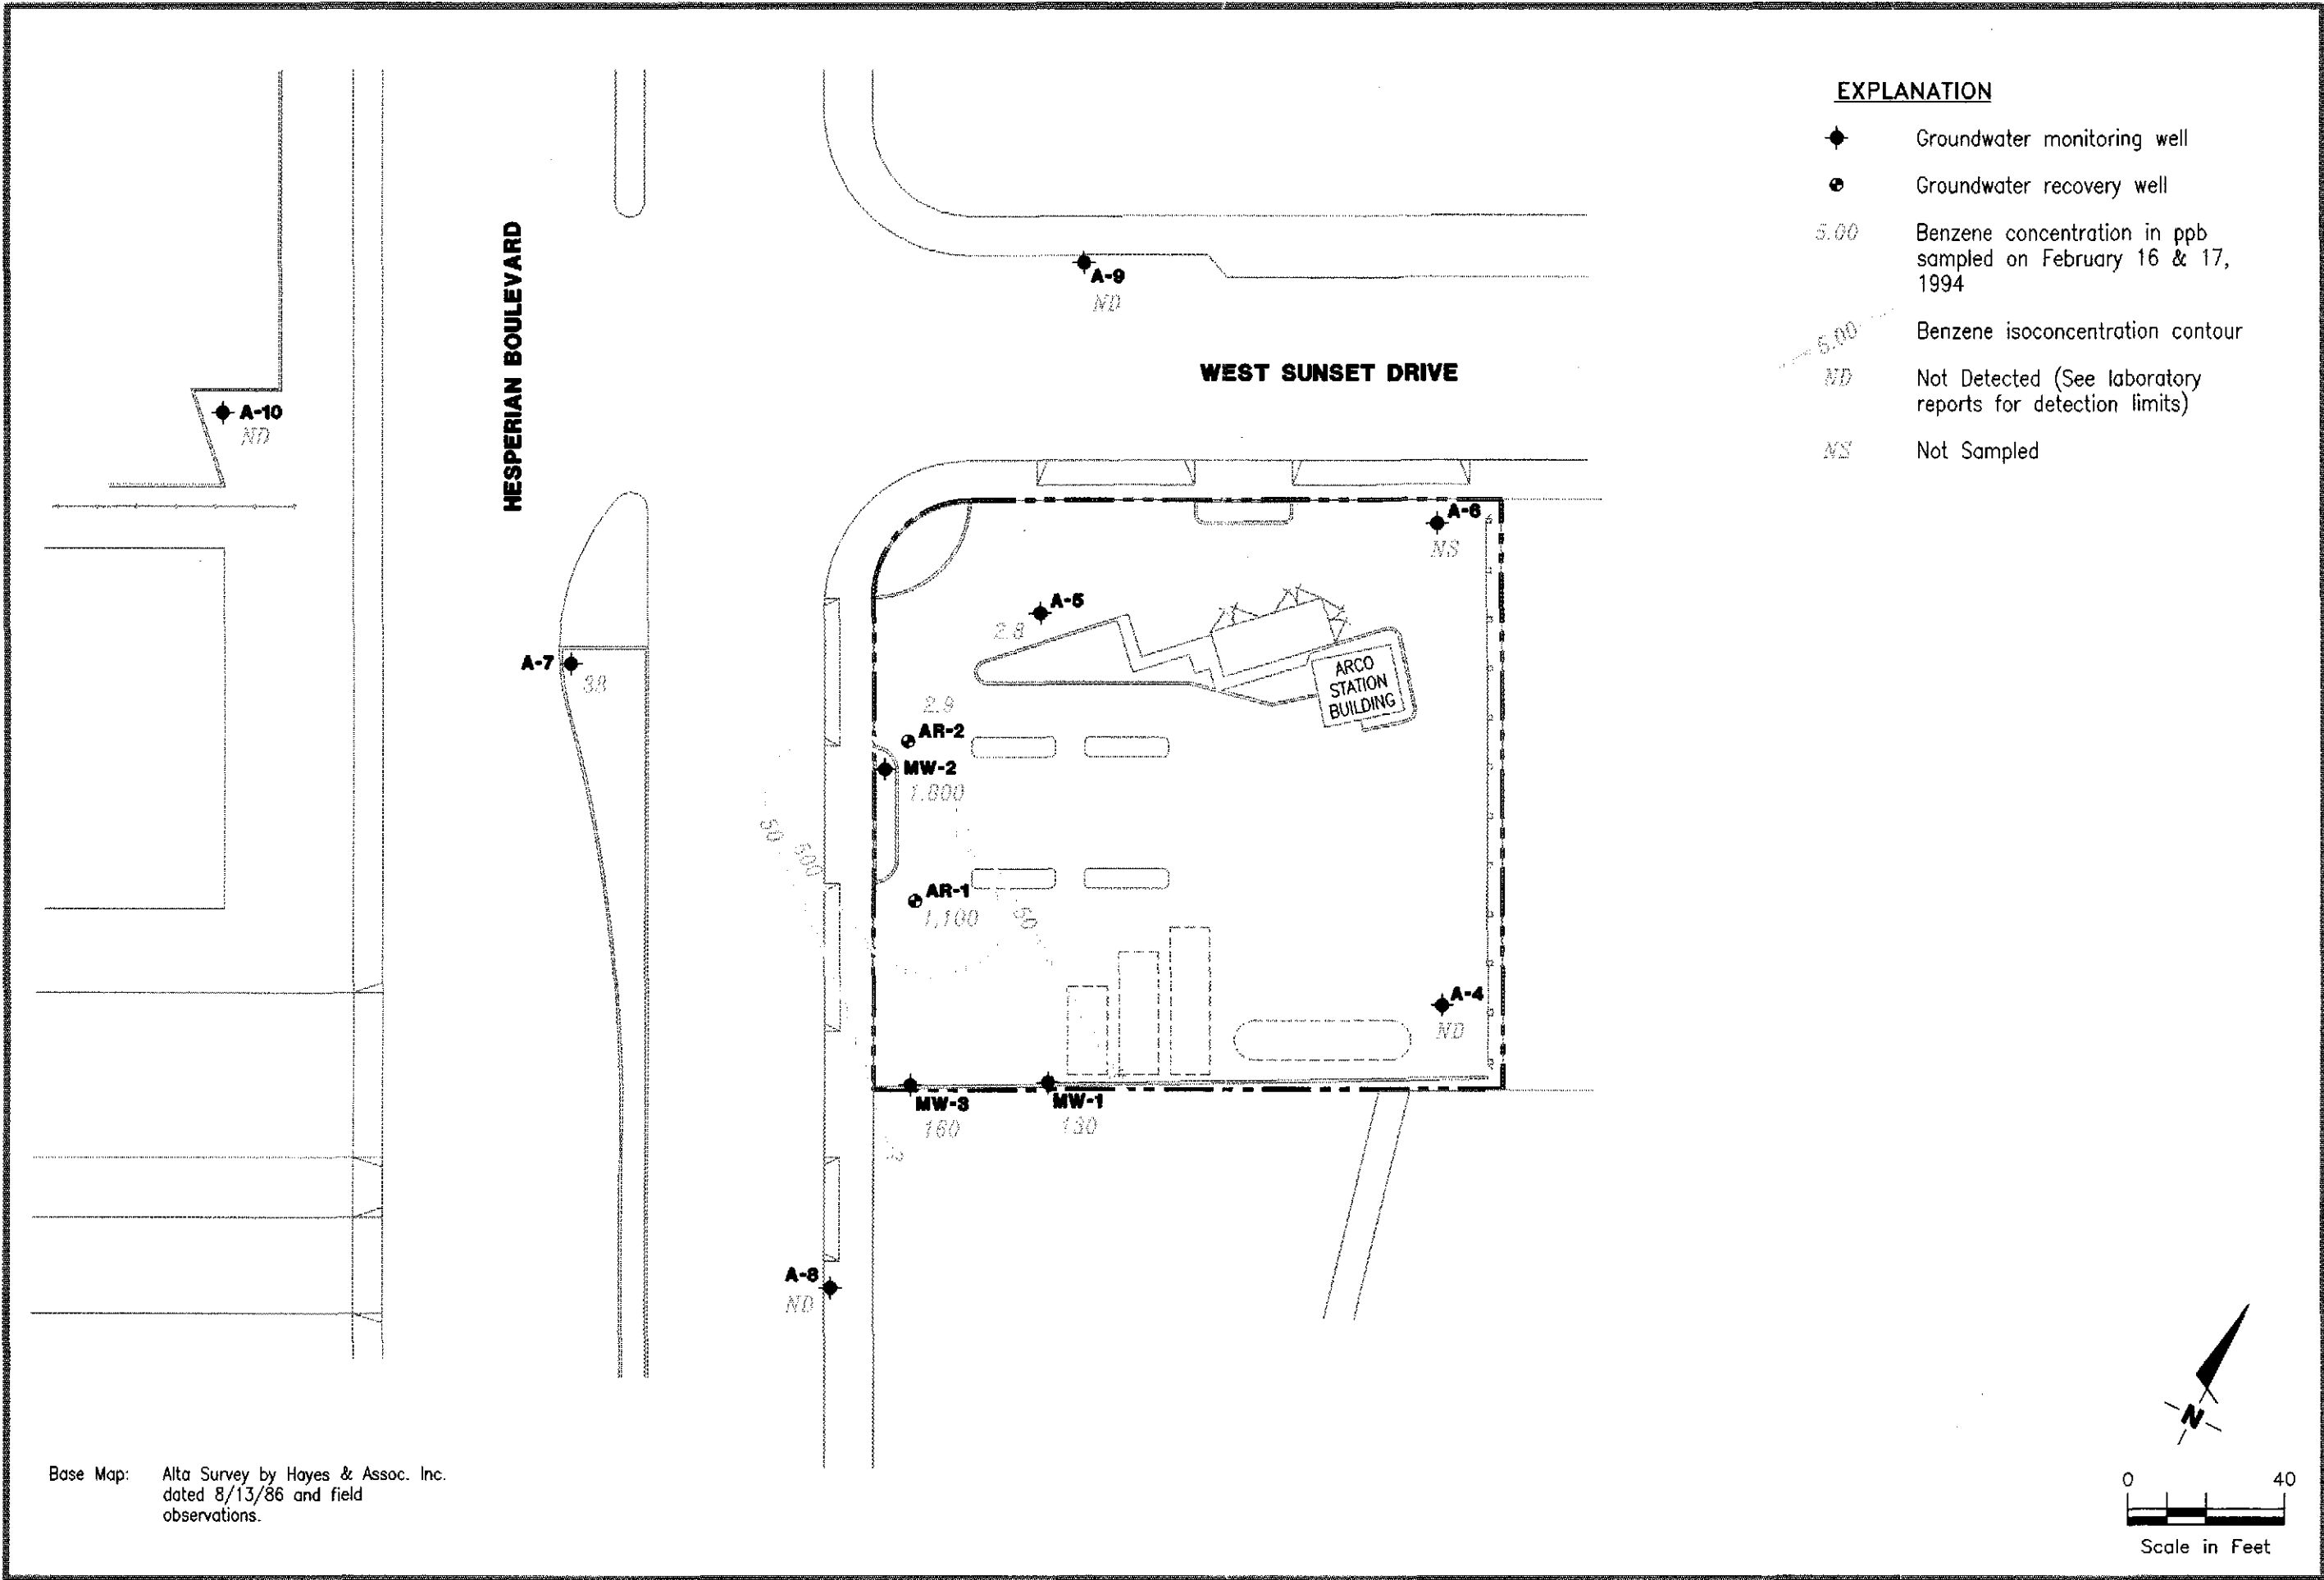 EXPLANATION
Groundwater monitoring well
Groundwater recovery well
5.00
Benzene concentration in ppb
sampled on February 16 & 17,
1994
5.00
Benzene isoconcentration contour
ND
Not Detected (See laboratory
reports for detection limits)
NS
Not Sampled
HESPERIAN BOULEVARD
WEST SUNSET DRIVE
A-9
ND
A-10
ND
A-6
NS
A-5
2.8
A-7
38
ARCO
STATION
BUILDING
2.9
AR-2
MW-2
1,800
50
500
AR-1
1,100
50
A-4
ND
MW-3
160
MW-1
130
A-8
ND
N
Base Map:
Alta Survey by Hayes & Assoc. Inc.
dated 8/13/86 and field
observations.
0
40
Scale in Feet